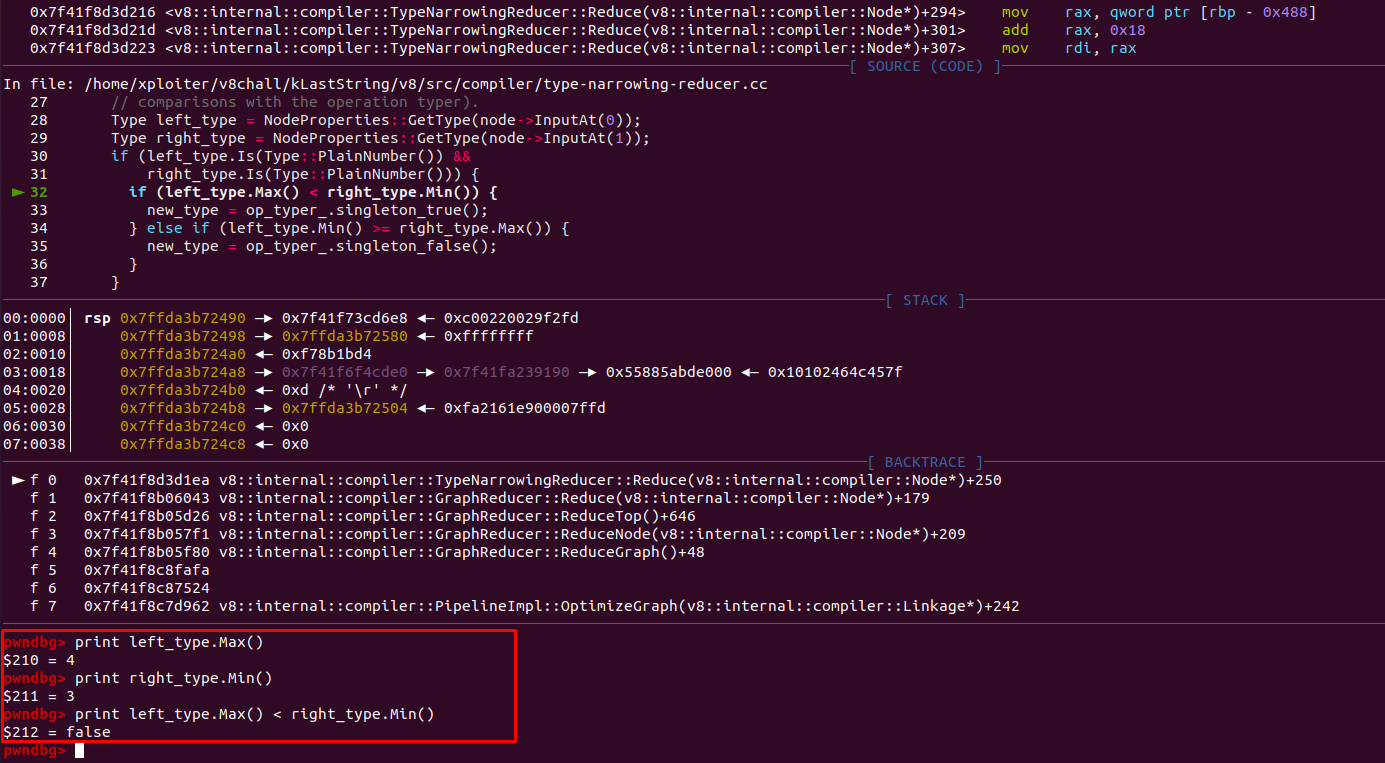 0x7f41f8d3d216 <v8::internal::compiler::TypeNarrowingReducer::Reduce(v8::internal::compiler::Node*)+294>    mov    rax, qword ptr [rbp - 0x488]
0x7f41f8d3d21d <v8::internal::compiler::TypeNarrowingReducer::Reduce(v8::internal::compiler::Node*)+301>    add    rax, 0x18
0x7f41f8d3d223 <v8::internal::compiler::TypeNarrowingReducer::Reduce(v8::internal::compiler::Node*)+307>    mov    rdi, rax
[ SOURCE (CODE) ]
In file: /home/xploiter/v8chall/kLastString/v8/src/compiler/type-narrowing-reducer.cc
27       // comparisons with the operation typer).
28       Type left_type = NodeProperties::GetType(node->InputAt(0));
29       Type right_type = NodeProperties::GetType(node->InputAt(1));
30       if (left_type.Is(Type::PlainNumber()) &&
31           right_type.Is(Type::PlainNumber())) {
► 32         if (left_type.Max() < right_type.Min()) {
33           new_type = op_typer_.singleton_true();
34         } else if (left_type.Min() >= right_type.Max()) {
35           new_type = op_typer_.singleton_false();
36         }
37       }
[ STACK ]
00:0000│ rsp 0x7ffda3b72490 —▸ 0x7f41f73cd6e8 ◂— 0xc00220029f2fd
01:0008│     0x7ffda3b72498 —▸ 0x7ffda3b72580 ◂— 0xffffffff
02:0010│     0x7ffda3b724a0 ◂— 0xf78b1bd4
03:0018│     0x7ffda3b724a8 —▸ 0x7f41f6f4cde0 —▸ 0x7f41fa239190 —▸ 0x55885abde000 ◂— 0x10102464c457f
04:0020│     0x7ffda3b724b0 ◂— 0xd /* '\r' */
05:0028│     0x7ffda3b724b8 —▸ 0x7ffda3b72504 ◂— 0xfa2161e900007ffd
06:0030│     0x7ffda3b724c0 ◂— 0x0
07:0038│     0x7ffda3b724c8 ◂— 0x0
[ BACKTRACE ]
► f 0   0x7f41f8d3d1ea v8::internal::compiler::TypeNarrowingReducer::Reduce(v8::internal::compiler::Node*)+250
f 1   0x7f41f8b06043 v8::internal::compiler::GraphReducer::Reduce(v8::internal::compiler::Node*)+179
f 2   0x7f41f8b05d26 v8::internal::compiler::GraphReducer::ReduceTop()+646
f 3   0x7f41f8b057f1 v8::internal::compiler::GraphReducer::ReduceNode(v8::internal::compiler::Node*)+209
f 4   0x7f41f8b05f80 v8::internal::compiler::GraphReducer::ReduceGraph()+48
f 5   0x7f41f8c8fafa
f 6   0x7f41f8c87524
f 7   0x7f41f8c7d962 v8::internal::compiler::PipelineImpl::OptimizeGraph(v8::internal::compiler::Linkage*)+242
pwndbg> print left_type.Max()
$210 = 4
pwndbg> print right_type.Min()
$211 = 3
pwndbg> print left_type.Max() < right_type.Min()
$212 = false
pwndbg>